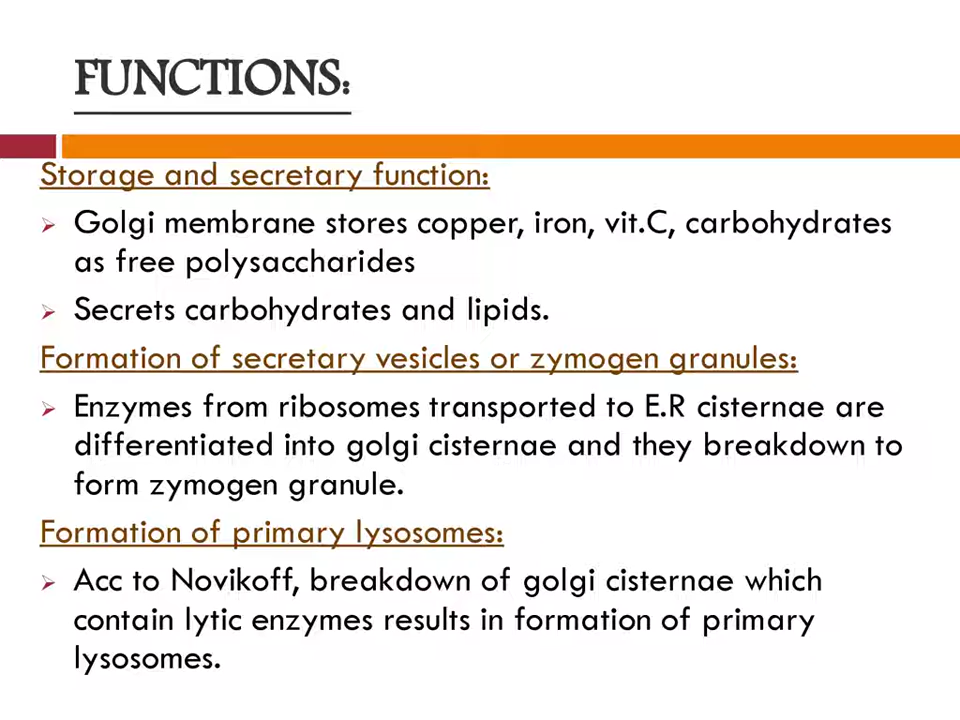 FUNCTIONS:
Storage and secretary function:
Golgi membrane stores copper, iron, vit.C, carbohydrates
as free polysaccharides
Secrets carbohydrates and lipids.
Formation of secretary vesicles or zymogen granules:
Enzymes from ribosomes transported to E.R cisternae are
differentiated into golgi cisternae and they breakdown to
form zymogen granule.
Formation of primary lysosomes:
Acc to Novikoff, breakdown of golgi cisternae which
contain lytic enzymes results in formation of primary
lysosomes.